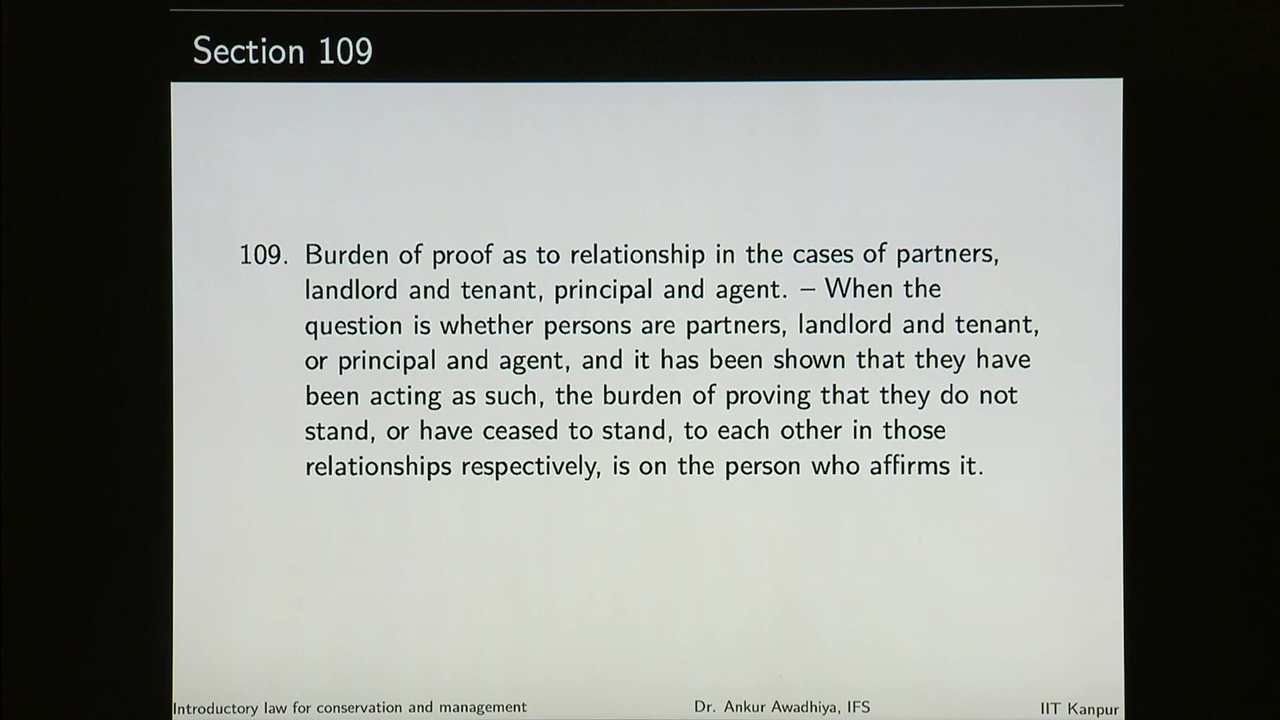 Section 109
109. Burden of proof as to relationship in the cases of partners,
landlord and tenant, principal and agent. – When the
question is whether persons are partners, landlord and tenant,
or principal and agent, and it has been shown that they have
been acting as such, the burden of proving that they do not
stand, or have ceased to stand, to each other in those
relationships respectively, is on the person who affirms it.
Introductory law for conservation and management Dr. Ankur Awadhiya, IFS IIT Kanpur